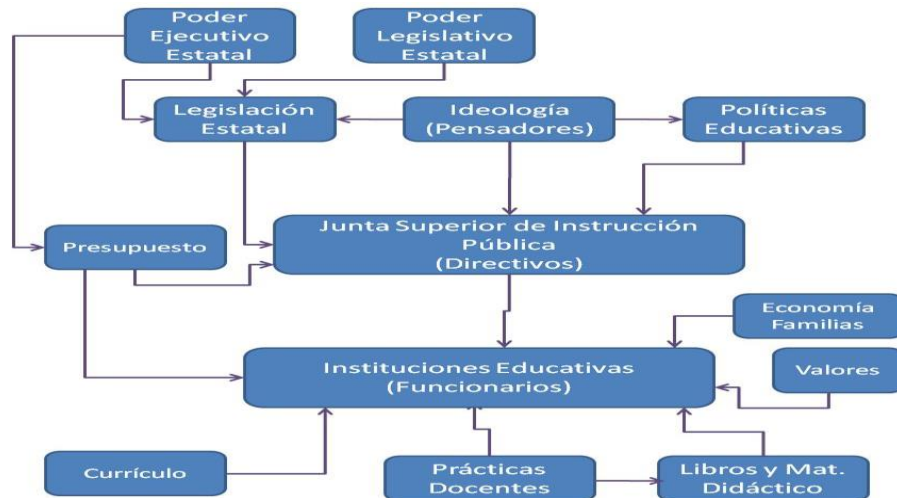 Poder
Ejecutivo
Estatal
Poder
Legislativo
Estatal
Legislación
Estatal
Ideología
(Pensadores)
Políticas
Educativas
Junta Superior de Instrucción
Pública
(Directivos)
Presupuesto
Economía
Familias
Instituciones Educativas
(Funcionarios)
Valores
Currículo
Prácticas
Docentes
Libros y Mat.
Didáctico